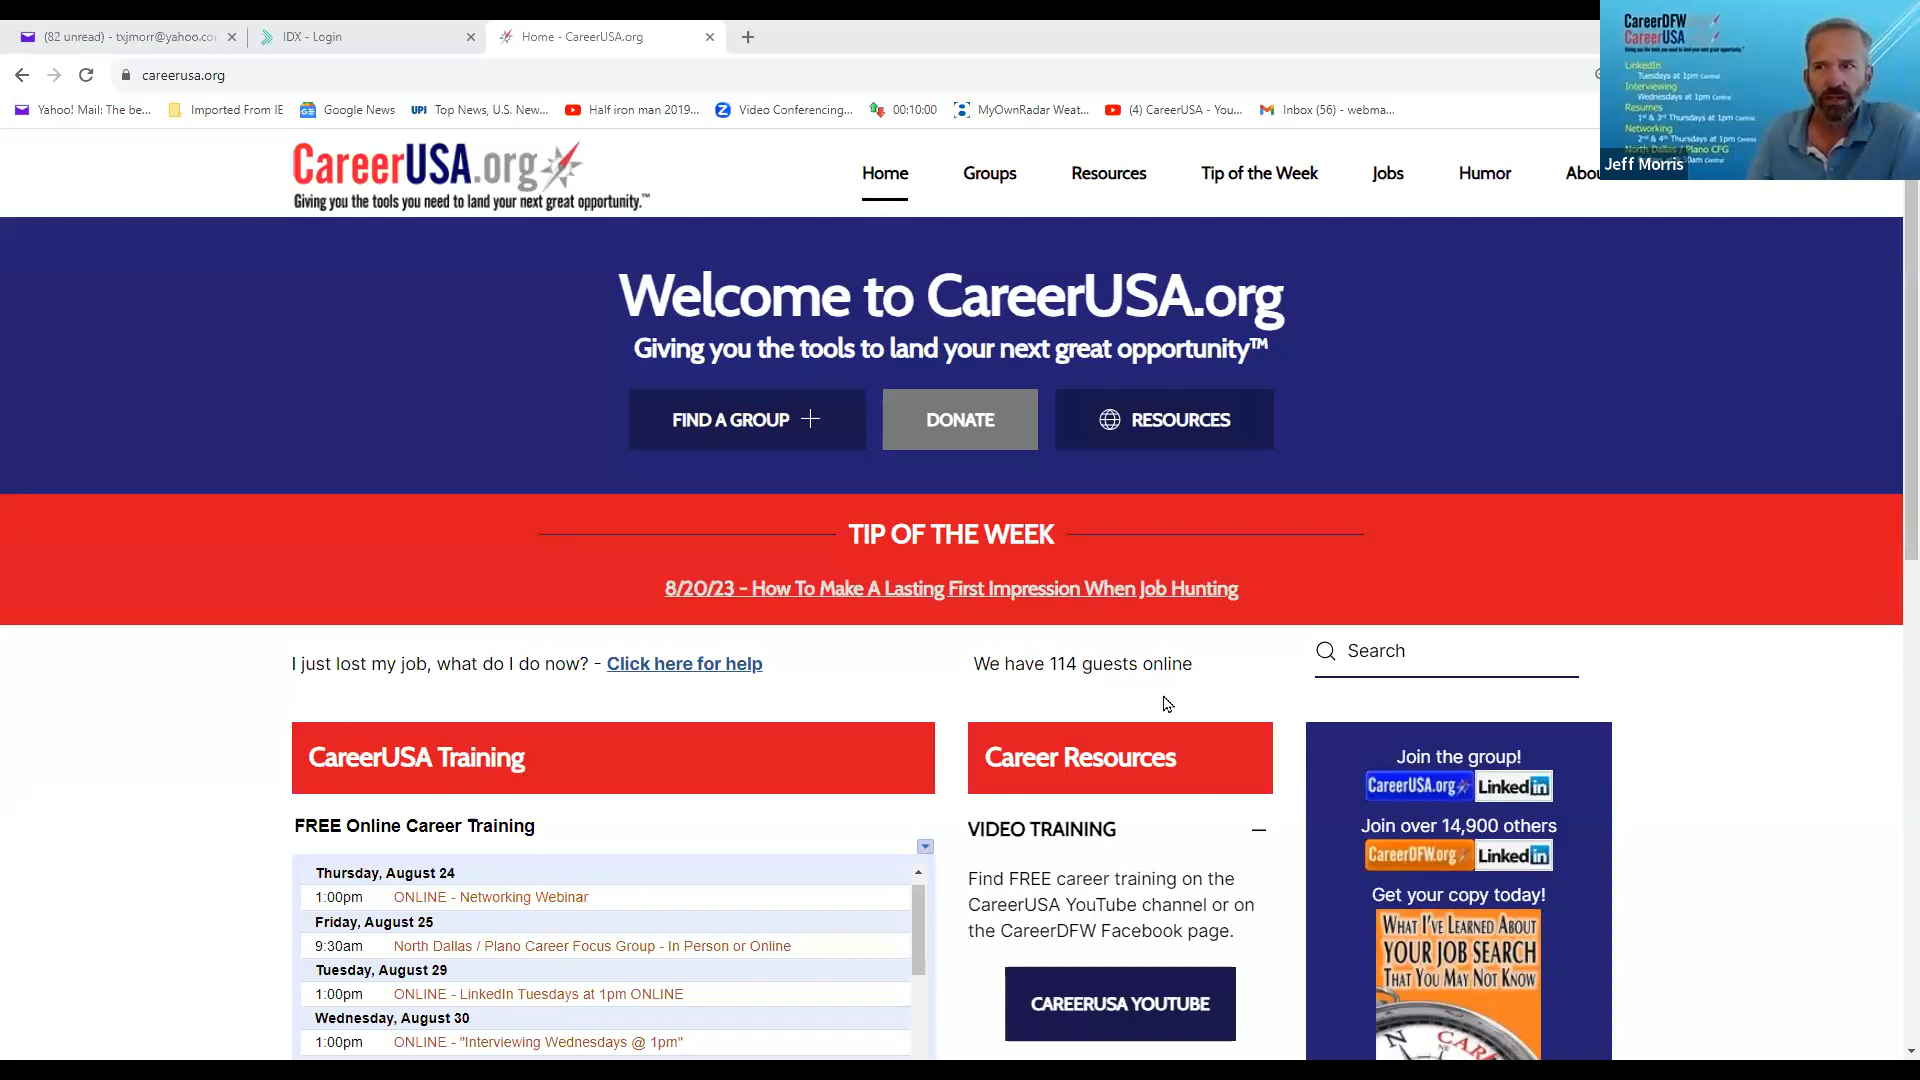 (82 unread) - txjmorr@yahoo.co
IDX - Login
Home - CareerUSA.org
careerusa.org
Yahoo! Mail: The be...
Imported From IE
Google News
UPI Top News, U.S. New...
Half iron man 2019...
Video Conferencing...
00:10:00
MyOwnRadar Weat...
(4) CareerUSA - You...
Inbox (56) - webma...
CareerDFW
CareerUSA
LinkedIn
Tuesdays at 1pm Central
Interviewing
Wednesdays at 1pm Central
Resumes
1st & 3rd Thursdays at 1pm Central
Networking
2nd & 4th Thursdays at 1pm Central
North Dallas / Plano CFG
Jeff Morris
CareerUSA.org
Giving you the tools you need to land your next great opportunity.™
Home
Groups
Resources
Tip of the Week
Jobs
Humor
Abou
Welcome to CareerUSA.org
Giving you the tools to land your next great opportunity™
FIND A GROUP
DONATE
RESOURCES
TIP OF THE WEEK
8/20/23 - How To Make A Lasting First Impression When Job Hunting
I just lost my job, what do I do now? - Click here for help
We have 114 guests online
Search
CareerUSA Training
FREE Online Career Training
Thursday, August 24
1:00pm ONLINE - Networking Webinar
Friday, August 25
9:30am North Dallas / Plano Career Focus Group - In Person or Online
Tuesday, August 29
1:00pm ONLINE - LinkedIn Tuesdays at 1pm ONLINE
Wednesday, August 30
1:00pm ONLINE - "Interviewing Wednesdays @ 1pm"
Career Resources
VIDEO TRAINING
Find FREE career training on the
CareerUSA YouTube channel or on
the CareerDFW Facebook page.
CAREERUSA YOUTUBE
Join the group!
CareerUSA.org LinkedIn
Join over 14,900 others
CareerDFW.org LinkedIn
Get your copy today!
WHAT I'VE LEARNED ABOUT
YOUR JOB SEARCH
THAT YOU MAY NOT KNOW
N
NE